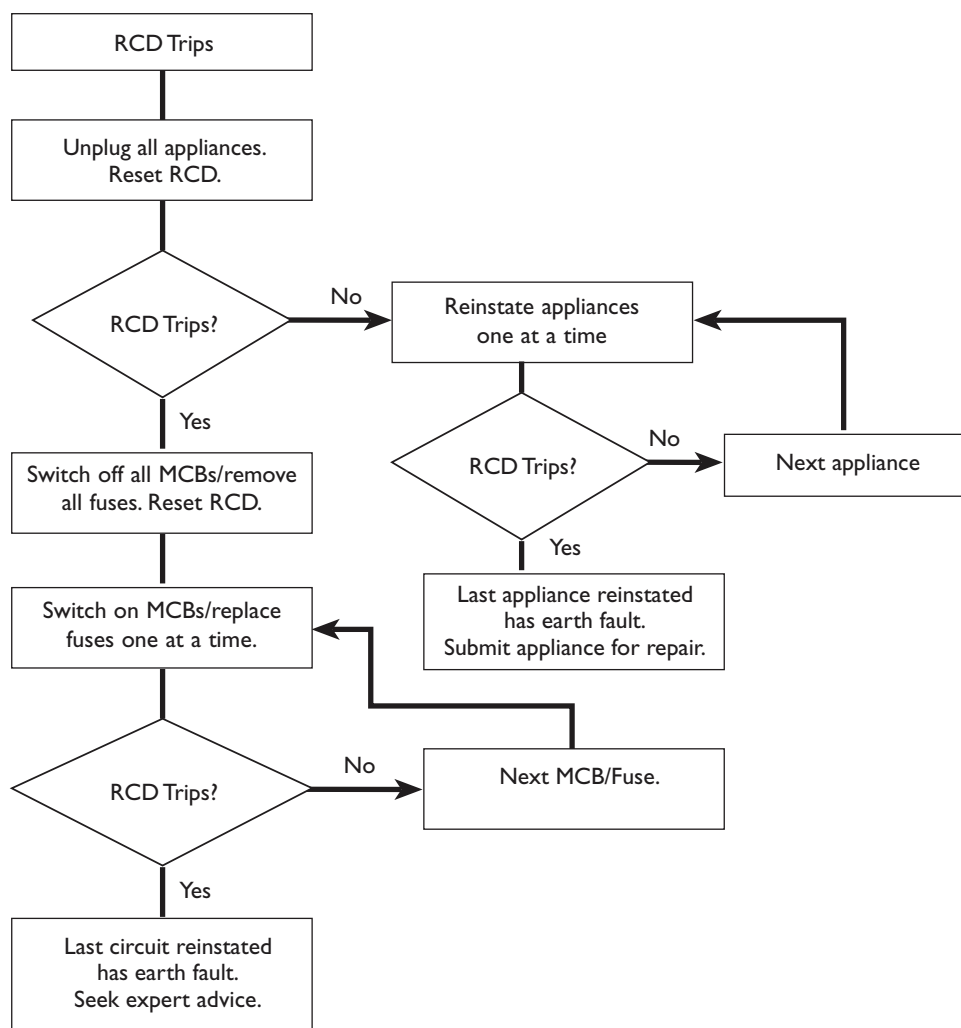 RCD Trips
Unplug all appliances.
Reset RCD.
RCD Trips?
No
Reinstate appliances
one at a time
Yes
RCD Trips?
No
Next appliance
Switch off all MCBs/remove
all fuses. Reset RCD.
Yes
Last appliance reinstated
has earth fault.
Submit appliance for repair.
Switch on MCBs/replace
fuses one at a time.
RCD Trips?
No
Next MCB/Fuse.
Yes
Last circuit reinstated
has earth fault.
Seek expert advice.